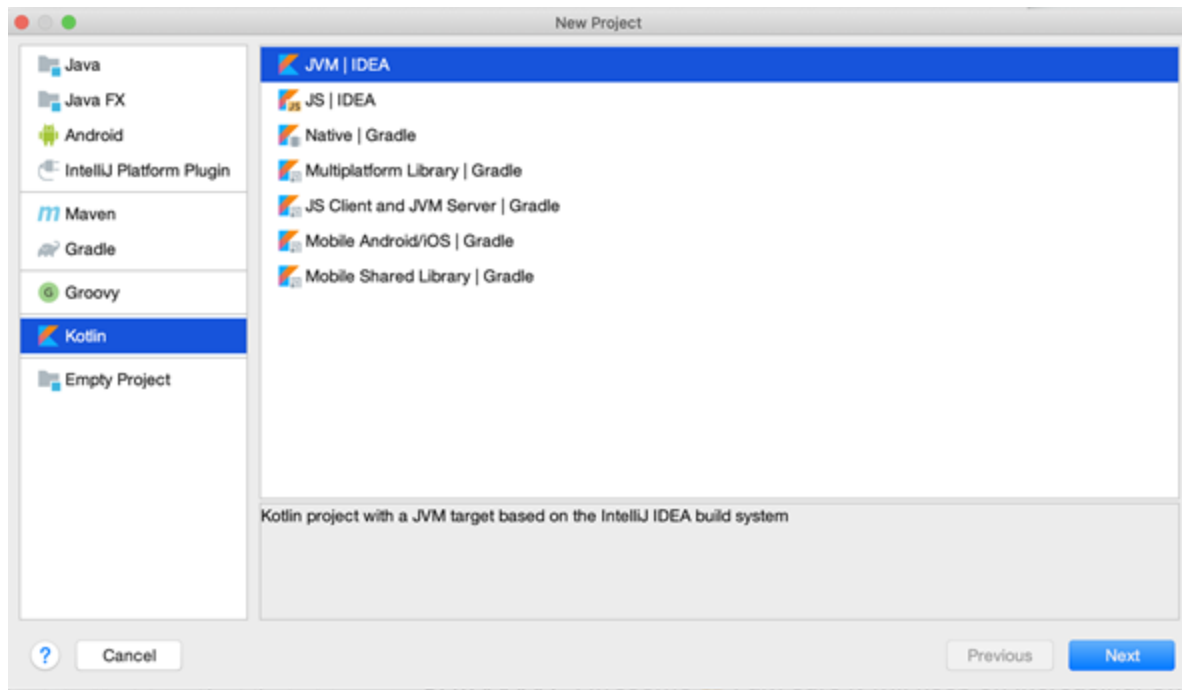 New Project
Java
Java FX
Android
IntelliJ Platform Plugin
Maven
Gradle
Groovy
Kotlin
Empty Project
JVM | IDEA
JS | IDEA
Native | Gradle
Multiplatform Library | Gradle
JS Client and JVM Server | Gradle
Mobile Android/iOS | Gradle
Mobile Shared Library | Gradle
Kotlin project with a JVM target based on the IntelliJ IDEA build system
? Cancel Previous Next